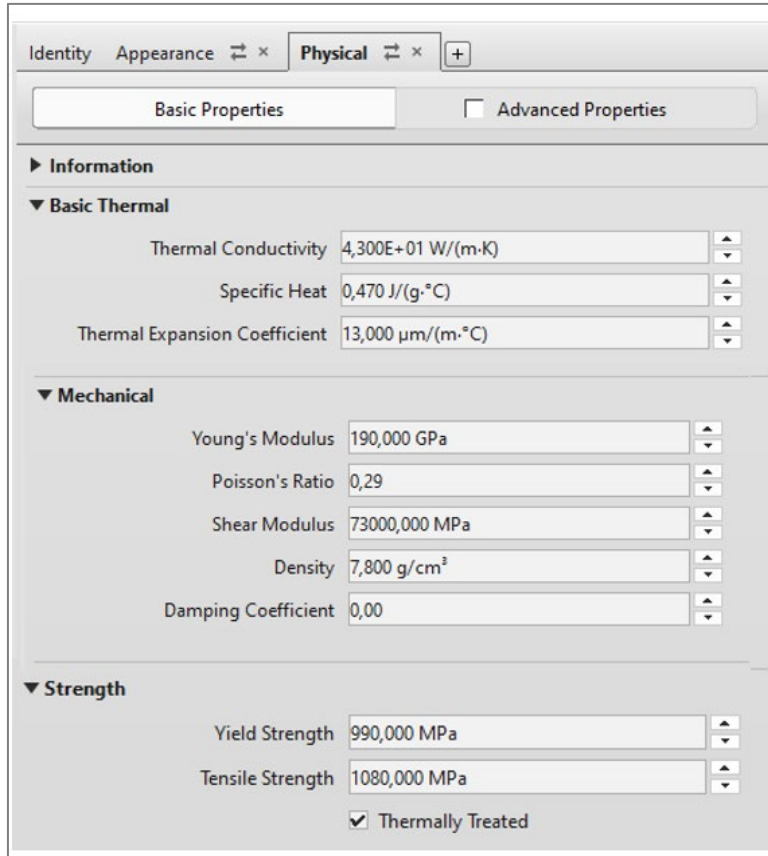 Identity Appearance Physical
Basic Properties Advanced Properties
Information
Basic Thermal
Thermal Conductivity 4,300E+01 W/(m·K)
Specific Heat 0,470 J/(g·°C)
Thermal Expansion Coefficient 13,000 µm/(m·°C)
Mechanical
Young's Modulus 190,000 GPa
Poisson's Ratio 0,29
Shear Modulus 73000,000 MPa
Density 7,800 g/cm³
Damping Coefficient 0,00
Strength
Yield Strength 990,000 MPa
Tensile Strength 1080,000 MPa
Thermally Treated